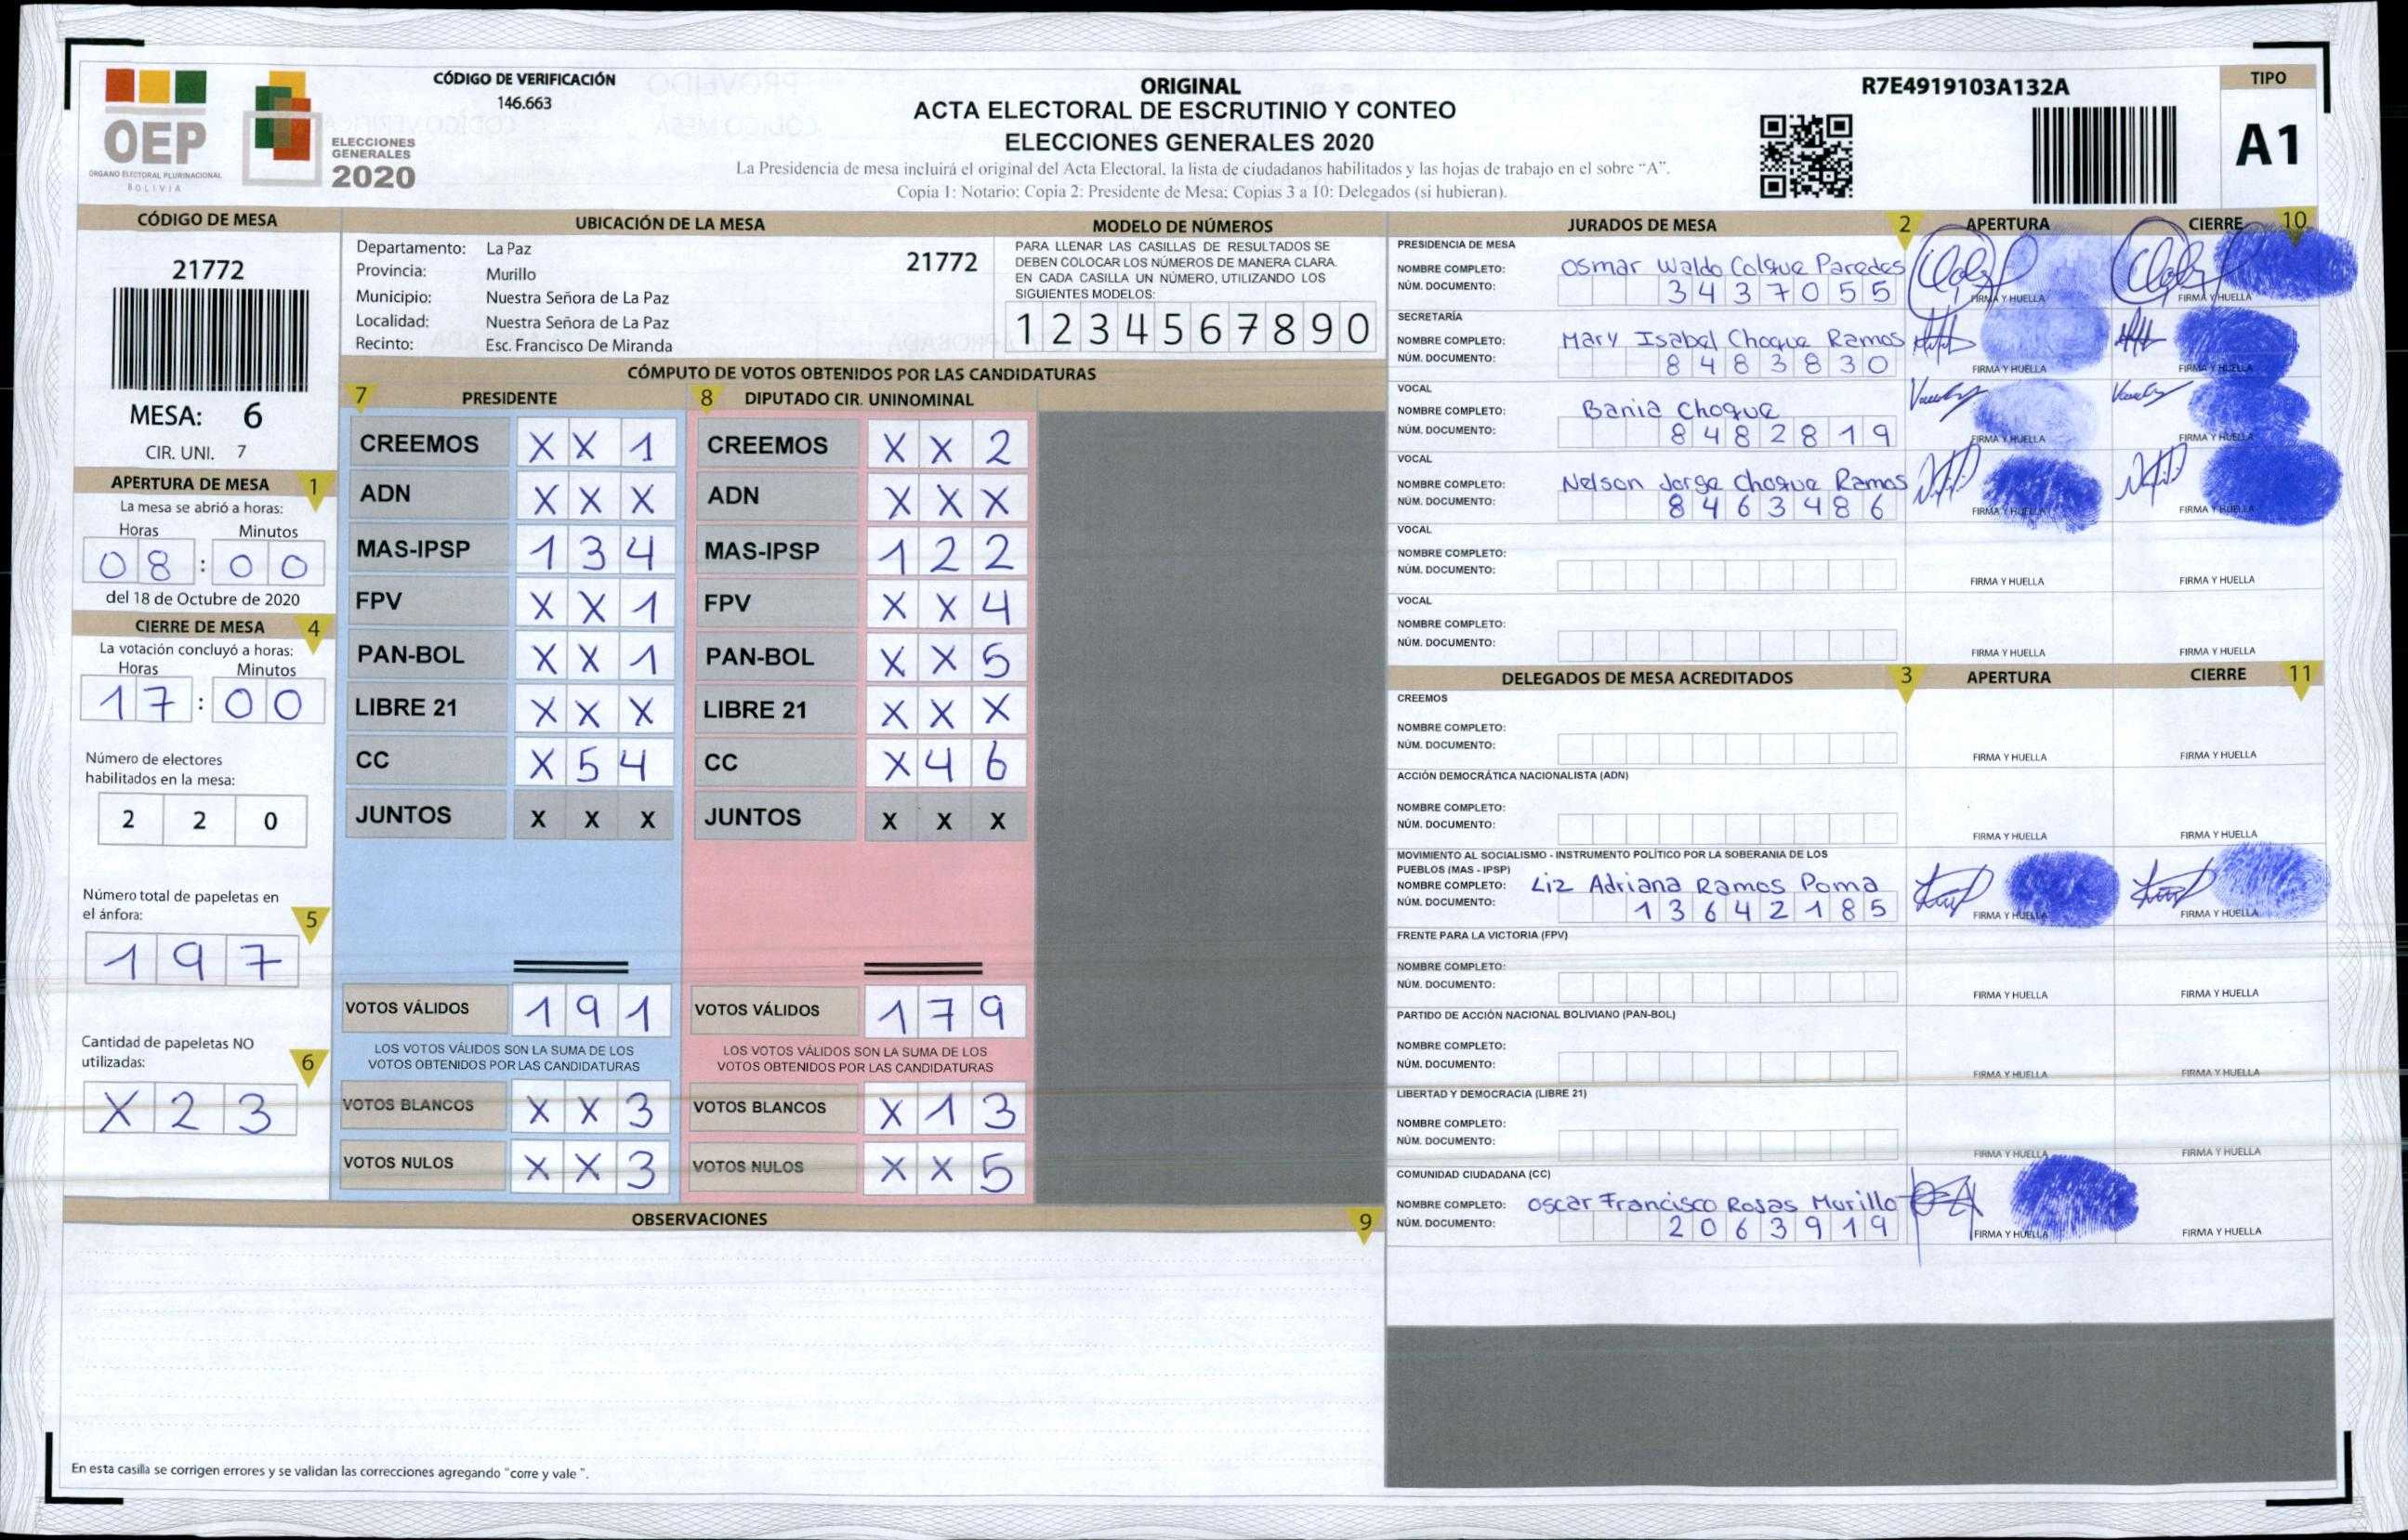 OEP
ÓRGANO ELECTORAL PLURINACIONAL
BOLIVIA
ELECCIONES
GENERALES
2020
CÓDIGO DE VERIFICACIÓN
146.663
ORIGINAL
ACTA ELECTORAL DE ESCRUTINIO Y CONTEO
ELECCIONES GENERALES 2020
La Presidencia de mesa incluirá el original del Acta Electoral, la lista de ciudadanos habilitados y las hojas de trabajo en el sobre “A”.
Copia 1: Notario; Copia 2: Presidente de Mesa; Copias 3 a 10: Delegados (si hubieran).
R7E4919103A132A
TIPO
A1
CÓDIGO DE MESA
21772
MESA: 6
CIR. UNI. 7
APERTURA DE MESA 1
La mesa se abrió a horas:
Horas Minutos
08:00
del 18 de Octubre de 2020
CIERRE DE MESA 4
La votación concluyó a horas:
Horas Minutos
17:00
Número de electores
habilitados en la mesa:
2 2 0
Número total de papeletas en
el ánfora: 5
1 9 7
Cantidad de papeletas NO
utilizadas: 6
X 2 3
UBICACIÓN DE LA MESA
Departamento: La Paz 21772
Provincia: Murillo
Municipio: Nuestra Señora de La Paz
Localidad: Nuestra Señora de La Paz
Recinto: Esc. Francisco De Miranda
MODELO DE NÚMEROS
PARA LLENAR LAS CASILLAS DE RESULTADOS SE
DEBEN COLOCAR LOS NÚMEROS DE MANERA CLARA.
EN CADA CASILLA UN NÚMERO, UTILIZANDO LOS
SIGUIENTES MODELOS:
1 2 3 4 5 6 7 8 9 0
CÓMPUTO DE VOTOS OBTENIDOS POR LAS CANDIDATURAS
7 PRESIDENTE
CREEMOS X X 1
ADN X X X
MAS-IPSP 1 3 4
FPV X X 1
PAN-BOL X X 1
LIBRE 21 X X X
CC X 5 4
JUNTOS X X X
VOTOS VÁLIDOS 1 9 1
LOS VOTOS VÁLIDOS SON LA SUMA DE LOS
VOTOS OBTENIDOS POR LAS CANDIDATURAS
VOTOS BLANCOS X X 3
VOTOS NULOS X X 3
8 DIPUTADO CIR. UNINOMINAL
CREEMOS X X 2
ADN X X X
MAS-IPSP 1 2 2
FPV X X 4
PAN-BOL X X 5
LIBRE 21 X X X
CC X 4 6
JUNTOS X X X
VOTOS VÁLIDOS 1 7 9
LOS VOTOS VÁLIDOS SON LA SUMA DE LOS
VOTOS OBTENIDOS POR LAS CANDIDATURAS
VOTOS BLANCOS X 1 3
VOTOS NULOS X X 5
OBSERVACIONES 9
En esta casilla se corrigen errores y se validan las correcciones agregando "corre y vale ".
JURADOS DE MESA 2 APERTURA CIERRE 10
PRESIDENCIA DE MESA
NOMBRE COMPLETO: Osmar Waldo Colque Paredes
NÚM. DOCUMENTO: 3437055 FIRMA Y HUELLA FIRMA Y HUELLA
SECRETARÍA
NOMBRE COMPLETO: Mary Isabel Choque Ramos
NÚM. DOCUMENTO: 8483830 FIRMA Y HUELLA FIRMA Y HUELLA
VOCAL
NOMBRE COMPLETO: Bania Choque
NÚM. DOCUMENTO: 8482819 FIRMA Y HUELLA FIRMA Y HUELLA
VOCAL
NOMBRE COMPLETO: Nelson Jorge Choque Ramos
NÚM. DOCUMENTO: 8463486 FIRMA Y HUELLA FIRMA Y HUELLA
VOCAL
NOMBRE COMPLETO:
NÚM. DOCUMENTO: FIRMA Y HUELLA FIRMA Y HUELLA
VOCAL
NOMBRE COMPLETO:
NÚM. DOCUMENTO: FIRMA Y HUELLA FIRMA Y HUELLA
DELEGADOS DE MESA ACREDITADOS 3 APERTURA CIERRE 11
CREEMOS
NOMBRE COMPLETO:
NÚM. DOCUMENTO: FIRMA Y HUELLA FIRMA Y HUELLA
ACCIÓN DEMOCRÁTICA NACIONALISTA (ADN)
NOMBRE COMPLETO:
NÚM. DOCUMENTO: FIRMA Y HUELLA FIRMA Y HUELLA
MOVIMIENTO AL SOCIALISMO - INSTRUMENTO POLÍTICO POR LA SOBERANIA DE LOS
PUEBLOS (MAS - IPSP)
NOMBRE COMPLETO: Liz Adriana Ramos Poma
NÚM. DOCUMENTO: 13642185 FIRMA Y HUELLA FIRMA Y HUELLA
FRENTE PARA LA VICTORIA (FPV)
NOMBRE COMPLETO:
NÚM. DOCUMENTO: FIRMA Y HUELLA FIRMA Y HUELLA
PARTIDO DE ACCIÓN NACIONAL BOLIVIANO (PAN-BOL)
NOMBRE COMPLETO:
NÚM. DOCUMENTO: FIRMA Y HUELLA FIRMA Y HUELLA
LIBERTAD Y DEMOCRACIA (LIBRE 21)
NOMBRE COMPLETO:
NÚM. DOCUMENTO: FIRMA Y HUELLA FIRMA Y HUELLA
COMUNIDAD CIUDADANA (CC)
NOMBRE COMPLETO: Oscar Francisco Rosas Murillo
NÚM. DOCUMENTO: 2063919 FIRMA Y HUELLA FIRMA Y HUELLA